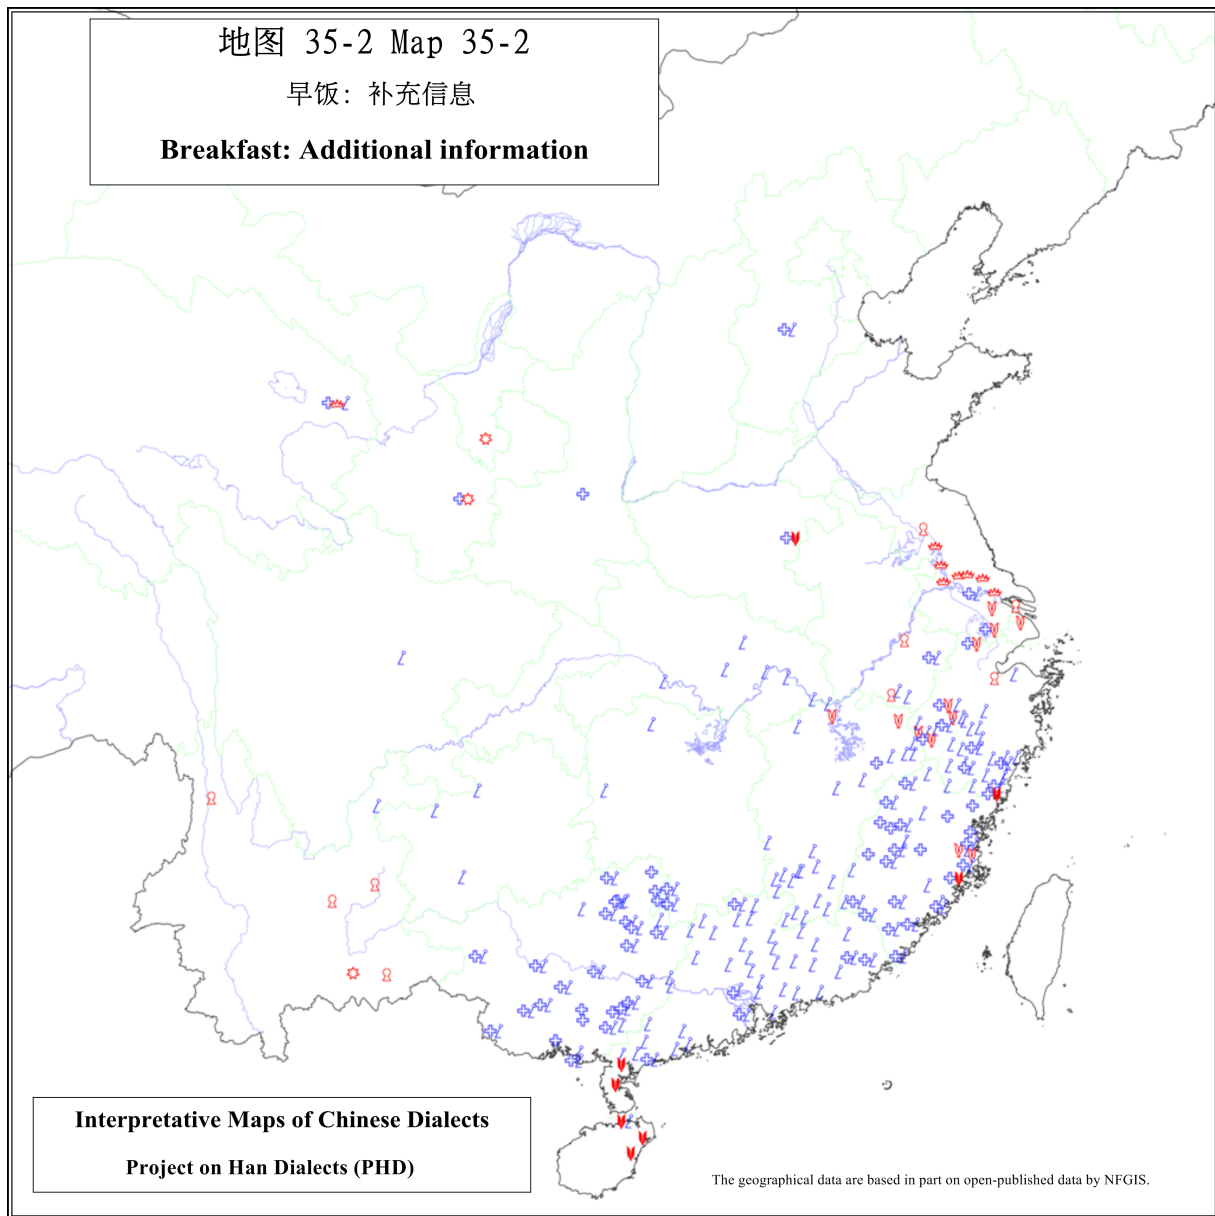 地图 35-2 Map 35-2
早饭: 补充信息
Breakfast: Additional information
Interpretative Maps of Chinese Dialects
Project on Han Dialects (PHD)
The geographical data are based in part on open-published data by NFGIS.